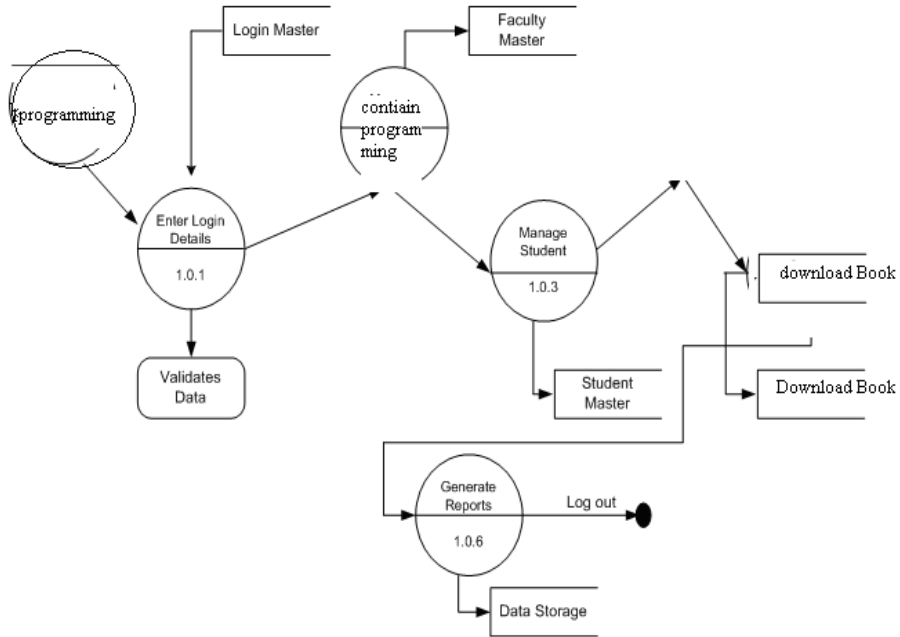 Login Master
Faculty
Master
programming
contiain
program
ming
Enter Login
Details
1.0.1
Manage
Student
1.0.3
download Book
Validates
Data
Student
Master
Download Book
Generate
Reports
1.0.6
Log out
Data Storage